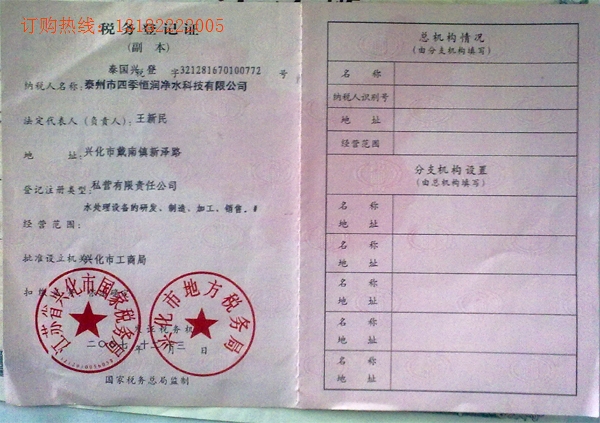 订购热线：13182222005
税务登记证
（副 本）
泰国兴 税 登 字321281670100772 号
纳税人名称：泰州市四季恒润净水科技有限公司
法定代表人（负责人）：王新民
地 址：兴化市戴南镇新泽路
登记注册类型：私营有限责任公司
水处理设备的研发、制造、加工、销售。#
经营范围：
批准设立机关：兴化市工商局
扣缴
江苏省兴化市国家税务局
兴化市地方税务局
发证税务机
年 月 日
国家税务总局监制
总机构情况
（由分支机构填写）
名 称
纳税人识别号
地 址
经营范围
分支机构设置
（由总机构填写）
名 称
地 址
名 称
地 址
名 称
地 址
名 称
地 址
名 称
地 址